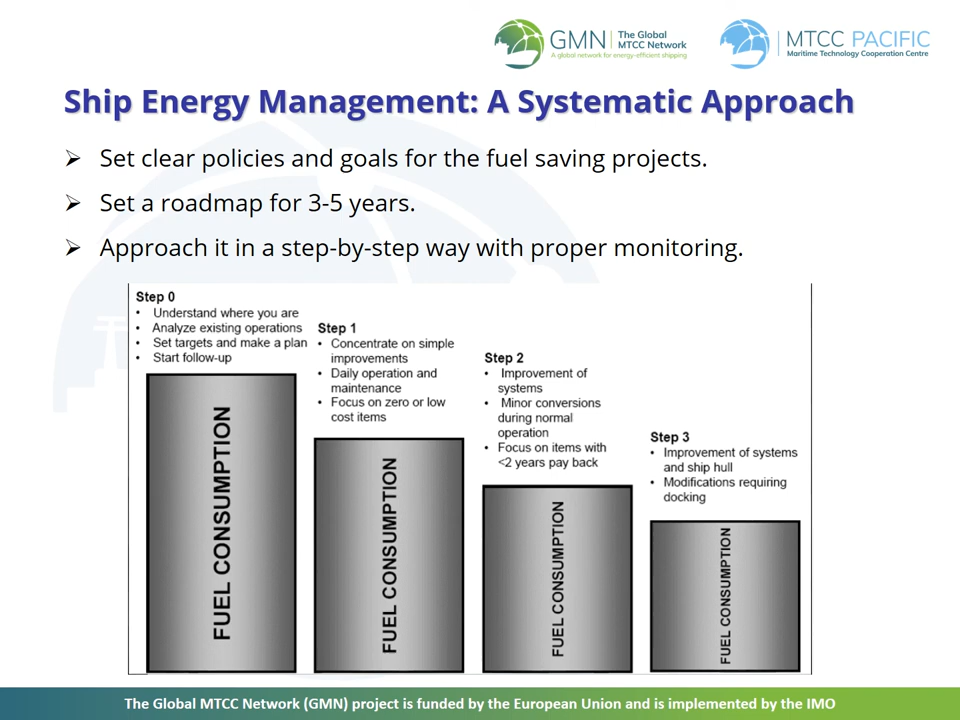 GMN
The Global
MTCC Network
A global network for energy-efficient shipping
MTCC PACIFIC
Maritime Technology Cooperation Centre
Ship Energy Management: A Systematic Approach
➤ Set clear policies and goals for the fuel saving projects.
➤ Set a roadmap for 3-5 years.
➤ Approach it in a step-by-step way with proper monitoring.
Step 0
• Understand where you are
• Analyze existing operations
• Set targets and make a plan
• Start follow-up
FUEL CONSUMPTION
Step 1
• Concentrate on simple
improvements
• Daily operation and
maintenance
• Focus on zero or low
cost items
FUEL CONSUMPTION
Step 2
• Improvement of
systems
• Minor conversions
during normal
operation
• Focus on items with
<2 years pay back
FUEL CONSUMPTION
Step 3
• Improvement of systems
and ship hull
• Modifications requiring
docking
FUEL CONSUMPTION
The Global MTCC Network (GMN) project is funded by the European Union and is implemented by the IMO